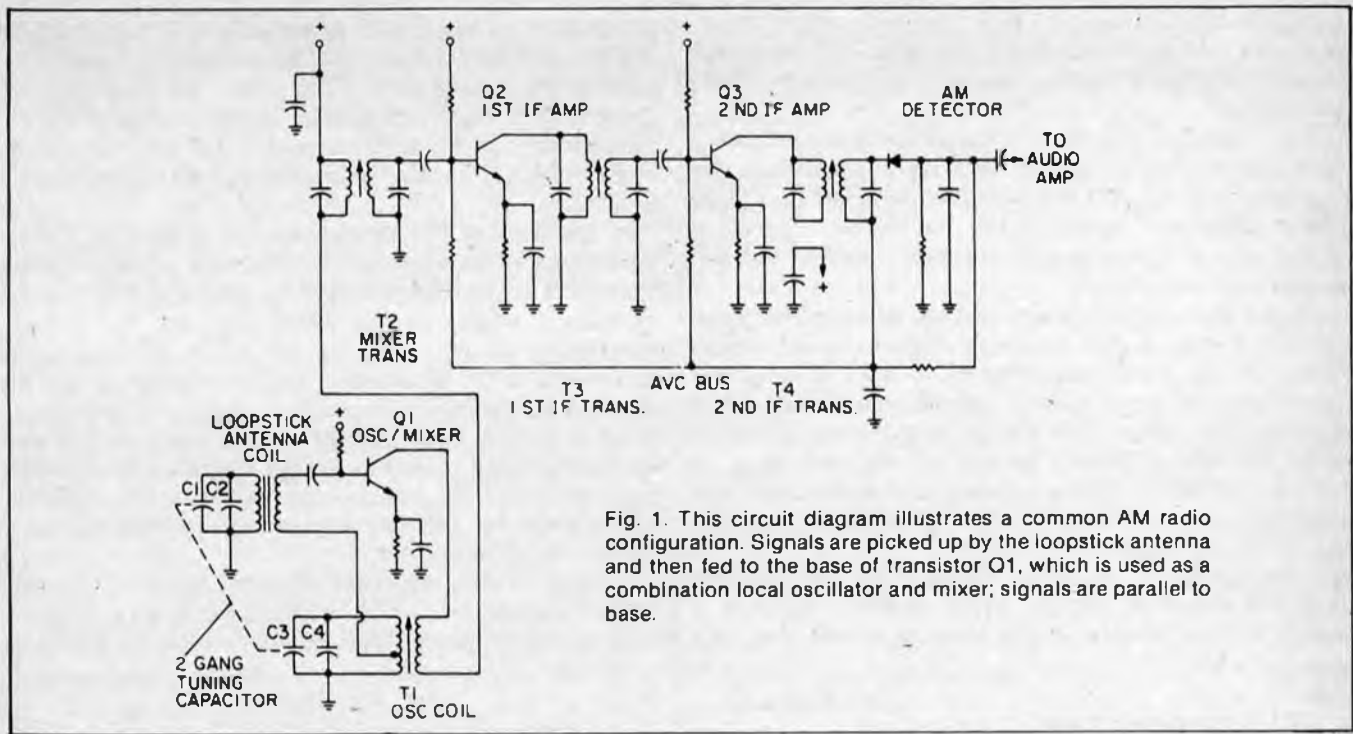 +
+
+
Q2
1ST IF AMP
Q3
2ND IF AMP
AM
DETECTOR
TO
AUDIO
AMP
T2
MIXER
TRANS
+
AVC BUS
T3
1 ST IF TRANS.
T4
2 ND IF TRANS.
LOOPSTICK
ANTENNA
COIL
+
Q1
OSC/MIXER
C1 C2
C3 C4
2 GANG
TUNING
CAPACITOR
T1
OSC COIL
Fig. 1. This circuit diagram illustrates a common AM radio
configuration. Signals are picked up by the loopstick antenna
and then fed to the base of transistor Q1, which is used as a
combination local oscillator and mixer; signals are parallel to
base.